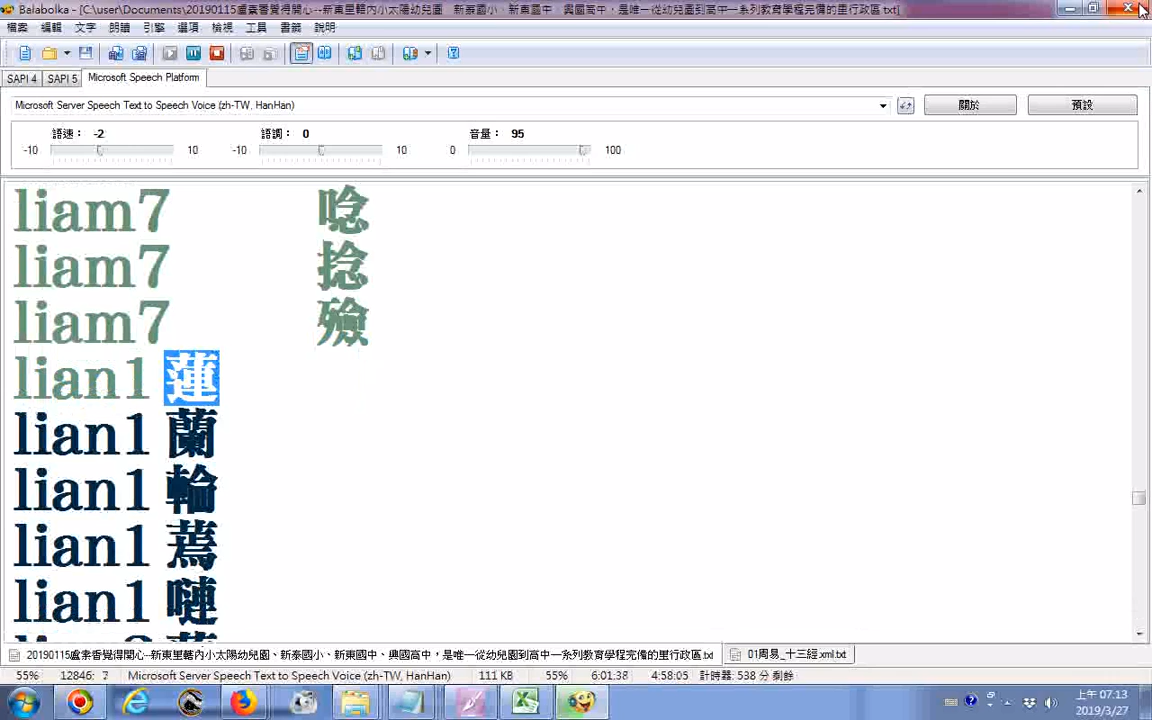 Balabolka - [C:\user\Documents\20190115盧素香覺得開心--新東里轄內小太陽幼兒園、新泰國小、新東國中、興國高中，是唯一從幼兒園到高中一系列教育學程完備的里行政區.txt]
檔案 編輯 文字 朗讀 引擎 選項 檢視 工具 書籤 說明
SAPI 4 SAPI 5 Microsoft Speech Platform
Microsoft Server Speech Text to Speech Voice (zh-TW, HanHan) 關於 預設
語速： -2 語調： 0 音量： 95
-10 10 -10 10 0 100
liam7 唸
liam7 捻
liam7 殮
lian1 蓮
lian1 蘭
lian1 輪
lian1 蔫
lian1 嗹
20190115盧素香覺得開心--新東里轄內小太陽幼兒園、新泰國小、新東國中、興國高中，是唯一從幼兒園到高中一系列教育學程完備的里行政區.txt 01周易_十三經.xml.txt
55% 12846: 7 Microsoft Server Speech Text to Speech Voice (zh-TW, HanHan) 111 KB 55% 6:01:38 4:58:05 計時器: 538 分 剩餘
上午 07:13
2019/3/27